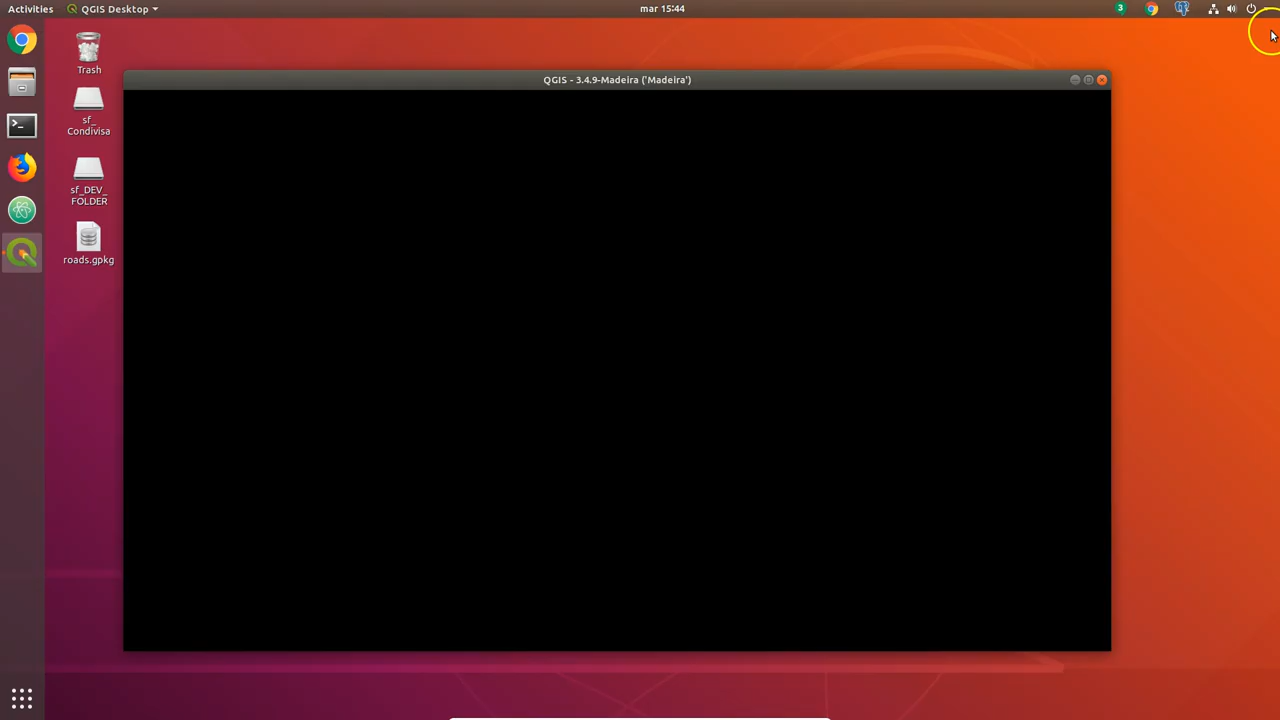 Activities
QGIS Desktop
mar 15:44
3
Trash
sf_
Condivisa
sf_DEV_
FOLDER
roads.gpkg
QGIS - 3.4.9-Madeira ('Madeira')